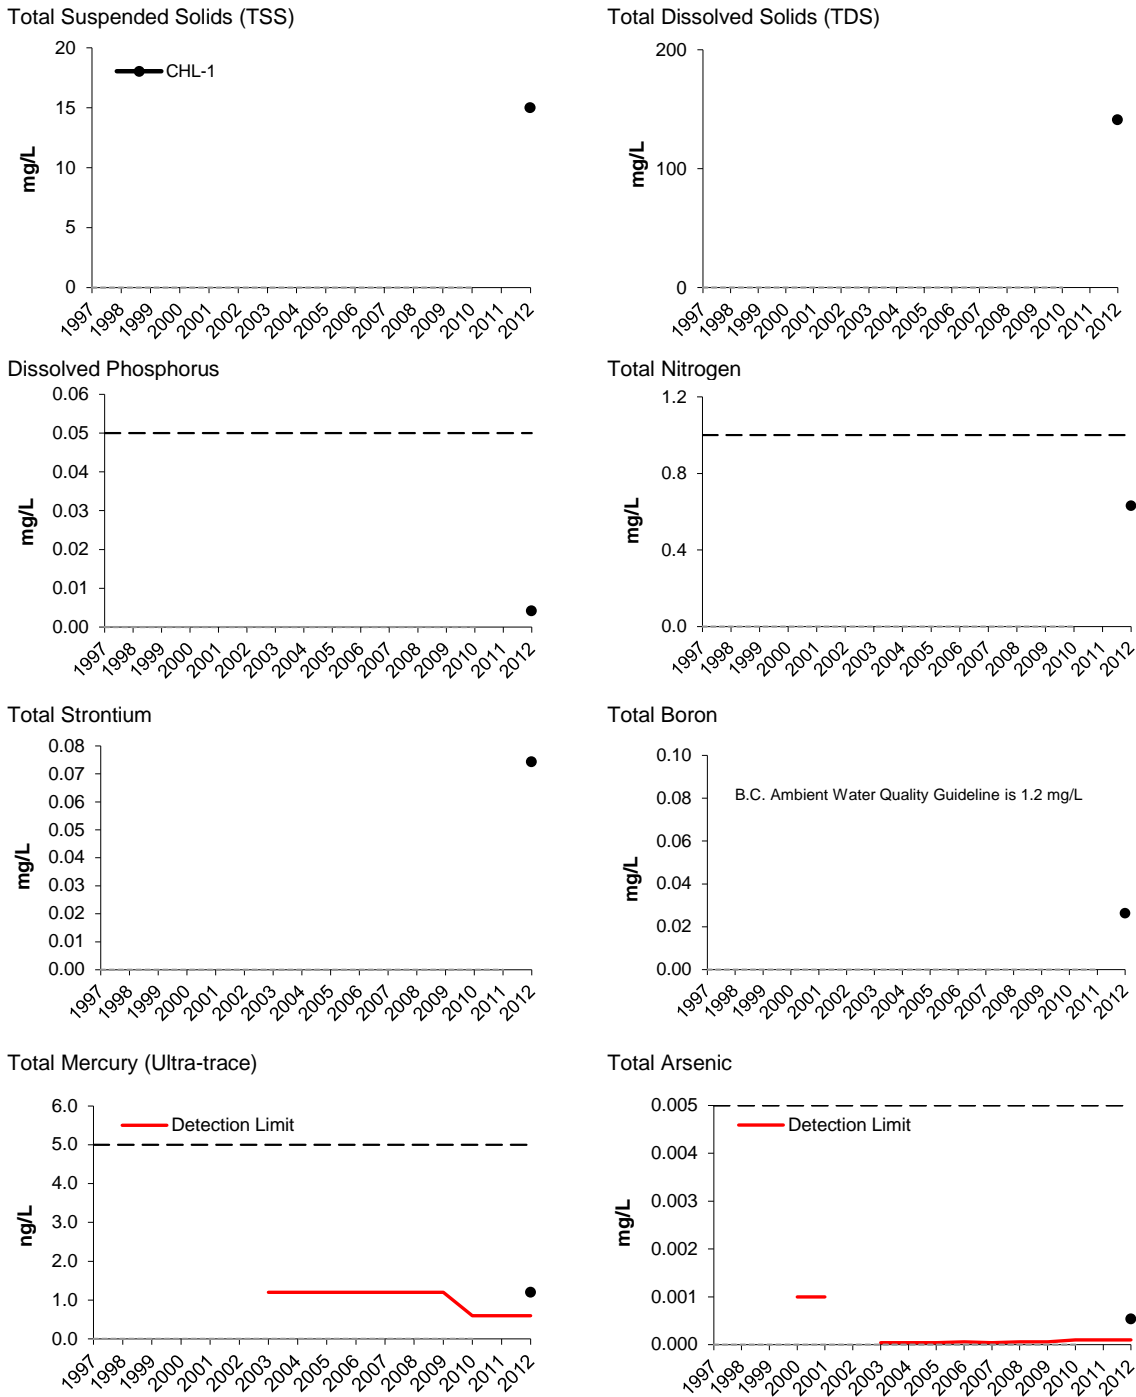 Total Suspended Solids (TSS)
20
15
10
5
0
mg/L
CHL-1
1997 1998 1999 2000 2001 2002 2003 2004 2005 2006 2007 2008 2009 2010 2011 2012
Total Dissolved Solids (TDS)
200
100
0
mg/L
1997 1998 1999 2000 2001 2002 2003 2004 2005 2006 2007 2008 2009 2010 2011 2012
Dissolved Phosphorus
0.06
0.05
0.04
0.03
0.02
0.01
0.00
mg/L
1997 1998 1999 2000 2001 2002 2003 2004 2005 2006 2007 2008 2009 2010 2011 2012
Total Nitrogen
1.2
0.8
0.4
0.0
mg/L
1997 1998 1999 2000 2001 2002 2003 2004 2005 2006 2007 2008 2009 2010 2011 2012
Total Strontium
0.08
0.07
0.06
0.05
0.04
0.03
0.02
0.01
0.00
mg/L
1997 1998 1999 2000 2001 2002 2003 2004 2005 2006 2007 2008 2009 2010 2011 2012
Total Boron
0.10
0.08
0.06
0.04
0.02
0.00
mg/L
B.C. Ambient Water Quality Guideline is 1.2 mg/L
1997 1998 1999 2000 2001 2002 2003 2004 2005 2006 2007 2008 2009 2010 2011 2012
Total Mercury (Ultra-trace)
6.0
5.0
4.0
3.0
2.0
1.0
0.0
ng/L
Detection Limit
1997 1998 1999 2000 2001 2002 2003 2004 2005 2006 2007 2008 2009 2010 2011 2012
Total Arsenic
0.005
0.004
0.003
0.002
0.001
0.000
mg/L
Detection Limit
1997 1998 1999 2000 2001 2002 2003 2004 2005 2006 2007 2008 2009 2010 2011 2012